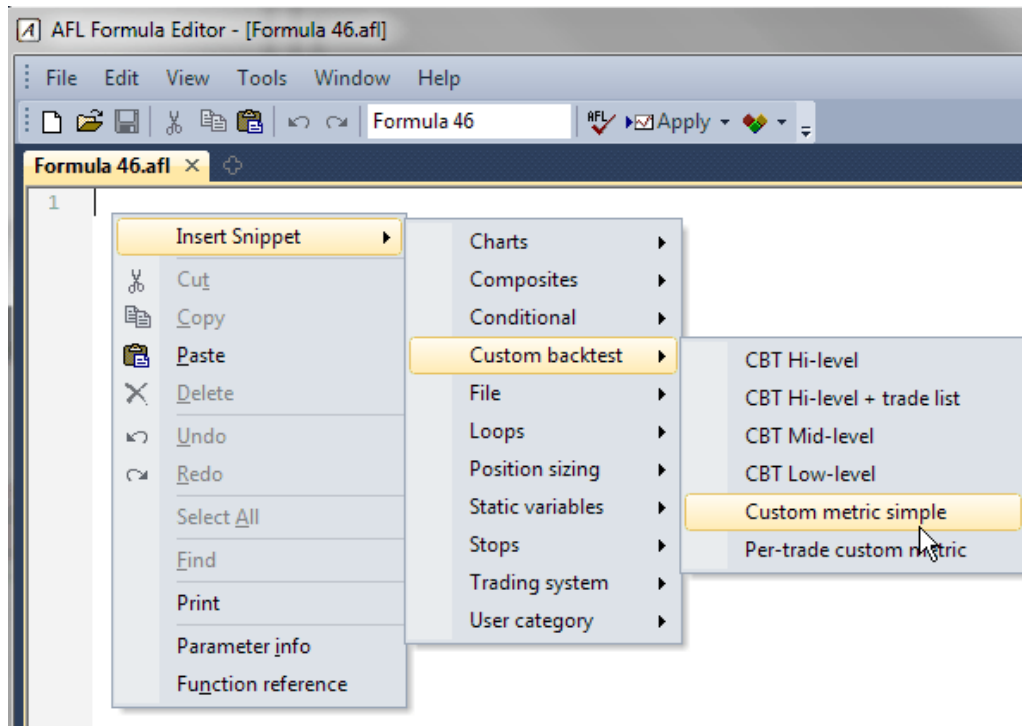 AFL Formula Editor - [Formula 46.afl]
File Edit View Tools Window Help
Formula 46 AFL Apply
Formula 46.afl
1
Insert Snippet
Cut
Copy
Paste
Delete
Undo
Redo
Select All
Find
Print
Parameter info
Function reference
Charts
Composites
Conditional
Custom backtest
File
Loops
Position sizing
Static variables
Stops
Trading system
User category
CBT Hi-level
CBT Hi-level + trade list
CBT Mid-level
CBT Low-level
Custom metric simple
Per-trade custom metric